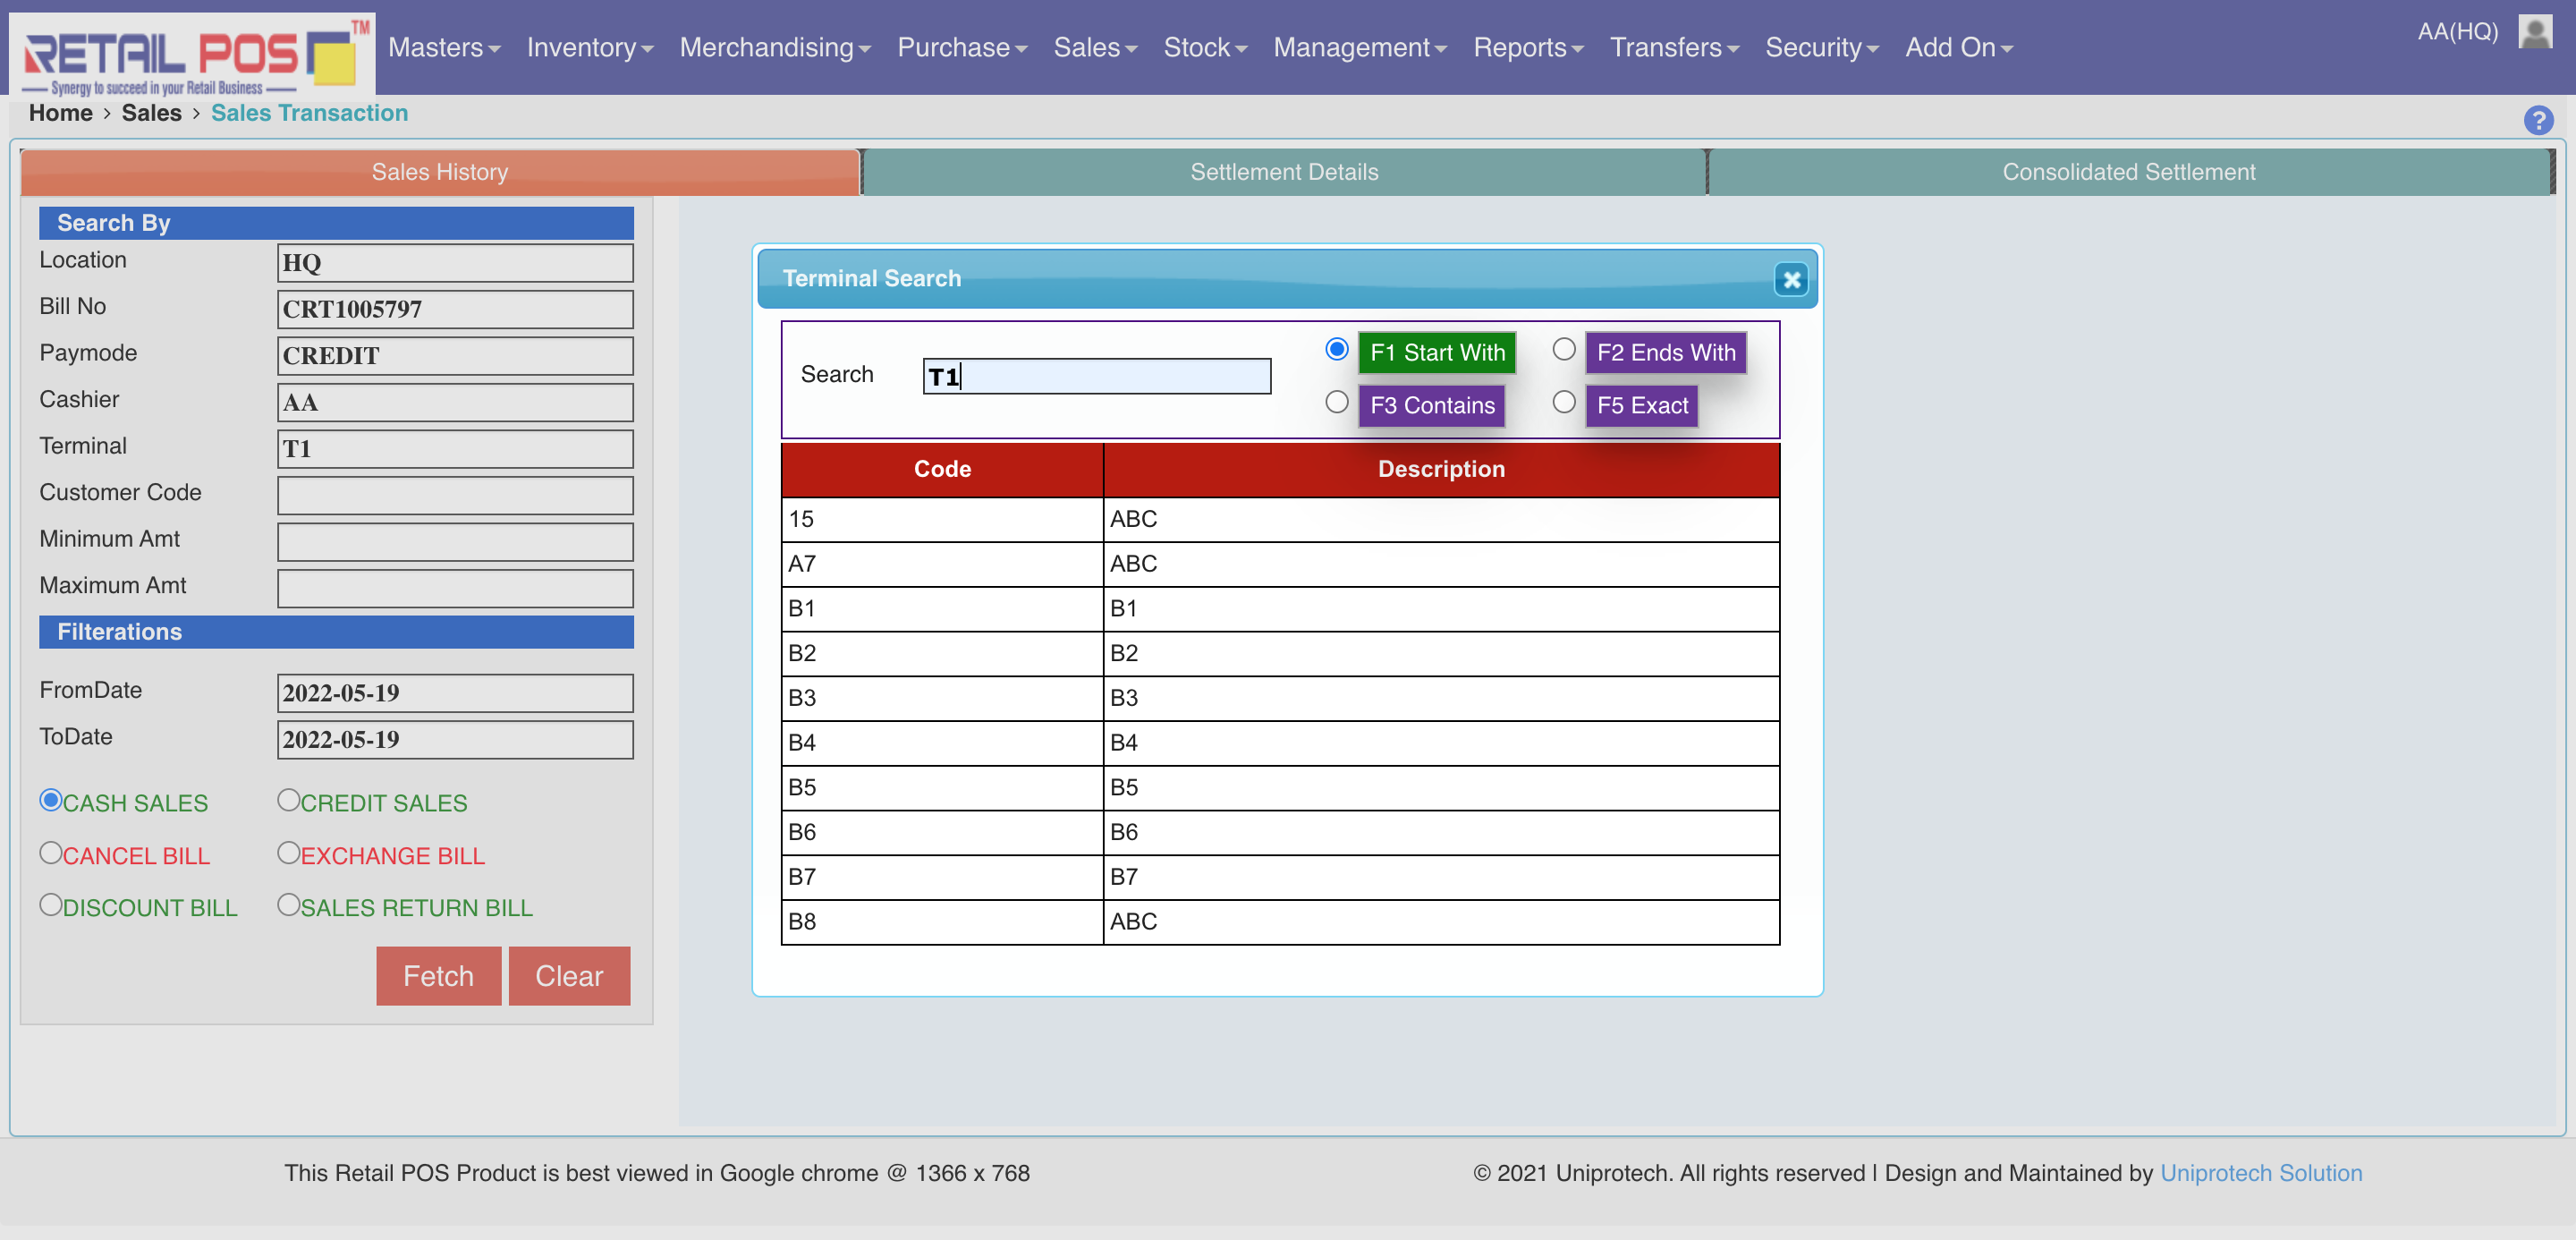 RETAIL POS TM
Synergy to succeed in your Retail Business
Masters Inventory Merchandising Purchase Sales Stock Management Reports Transfers Security Add On
AA(HQ)
Home > Sales > Sales Transaction
?
Sales History Settlement Details Consolidated Settlement
Search By
Location HQ
Bill No CRT1005797
Paymode CREDIT
Cashier AA
Terminal T1
Customer Code
Minimum Amt
Maximum Amt
Filterations
FromDate 2022-05-19
ToDate 2022-05-19
CASH SALES CREDIT SALES
CANCEL BILL EXCHANGE BILL
DISCOUNT BILL SALES RETURN BILL
Fetch Clear
Terminal Search
Search T1
F1 Start With F2 Ends With
F3 Contains F5 Exact
Code Description
15 ABC
A7 ABC
B1 B1
B2 B2
B3 B3
B4 B4
B5 B5
B6 B6
B7 B7
B8 ABC
This Retail POS Product is best viewed in Google chrome @ 1366 x 768
© 2021 Uniprotech. All rights reserved | Design and Maintained by Uniprotech Solution